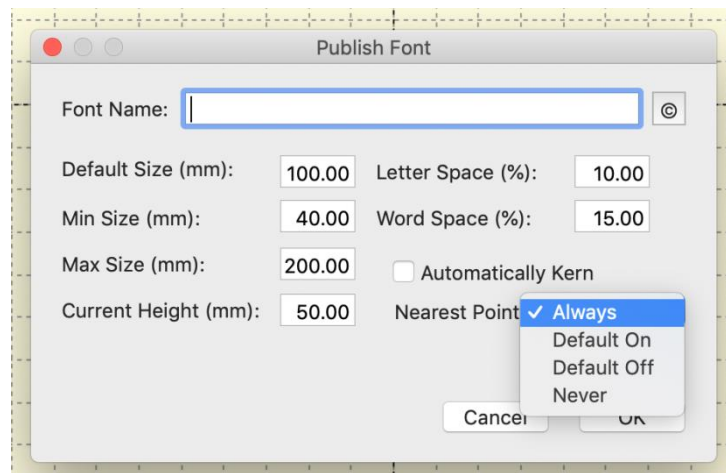 Publish Font
Font Name: ©
Default Size (mm): 100.00 Letter Space (%): 10.00
Min Size (mm): 40.00 Word Space (%): 15.00
Max Size (mm): 200.00 Automatically Kern
Current Height (mm): 50.00 Nearest Point ✓ Always
Default On
Default Off
Never
Cancel OK